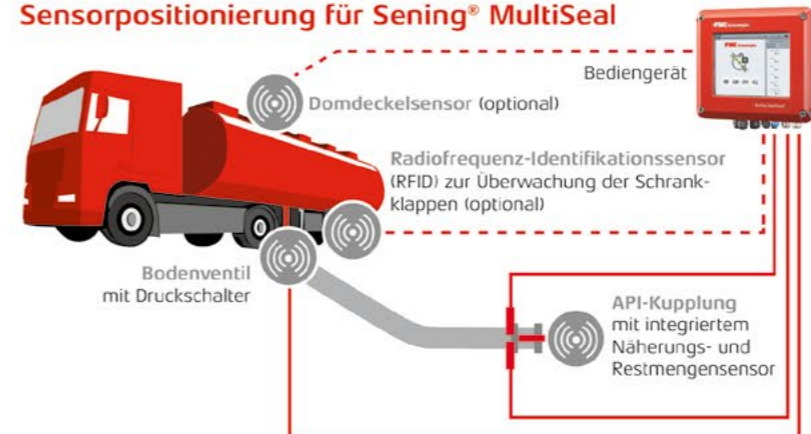 Sensorpositionierung für Sening® MultiSeal
Bediengerät
Domdeckelsensor (optional)
Radiofrequenz-Identifikationssensor
(RFID) zur Überwachung der Schrank-
klappen (optional)
Bodenventil
mit Druckschalter
API-Kupplung
mit integriertem
Näherungs- und
Restmengensensor